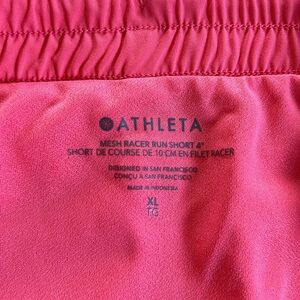 ATHLETA
MESH RACER RUN SHORT 4"
SHORT DE COURSE DE 10 CM EN FILET RACER
DESIGNED IN SAN FRANCISCO
CONÇU À SAN FRANCISCO
MADE IN INDONESIA
XL
TG